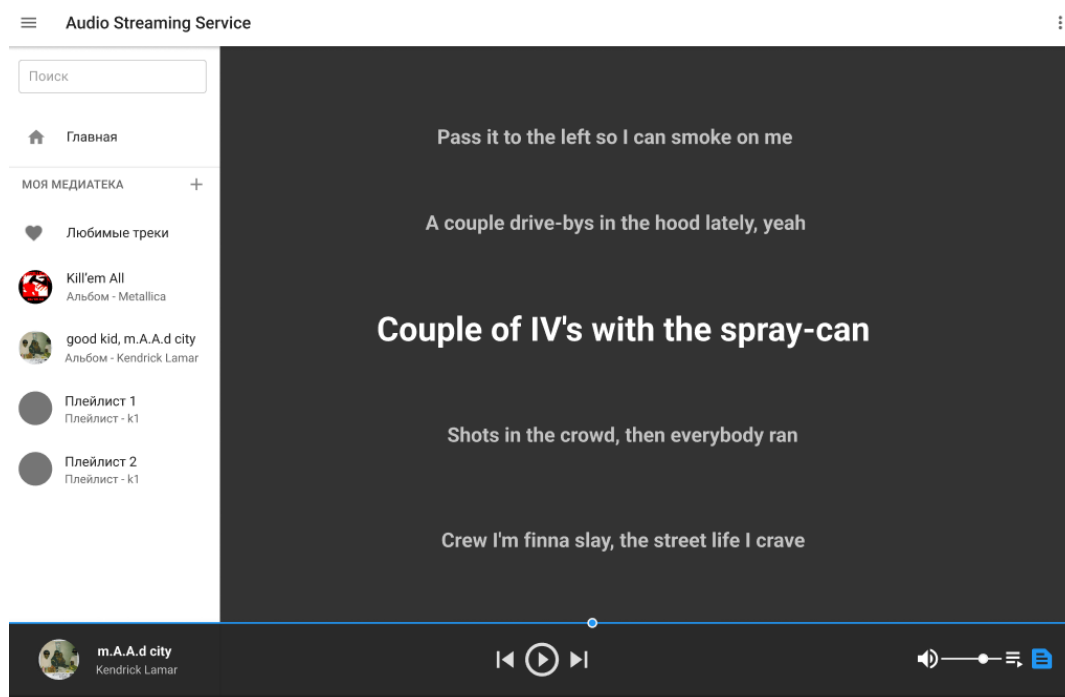 Audio Streaming Service
Поиск
Главная
МОЯ МЕДИАТЕКА
Любимые треки
Kill'em All
Альбом - Metallica
good kid, m.A.A.d city
Альбом - Kendrick Lamar
Плейлист 1
Плейлист - k1
Плейлист 2
Плейлист - k1
Pass it to the left so I can smoke on me
A couple drive-bys in the hood lately, yeah
Couple of IV's with the spray-can
Shots in the crowd, then everybody ran
Crew I'm finna slay, the street life I crave
m.A.A.d city
Kendrick Lamar